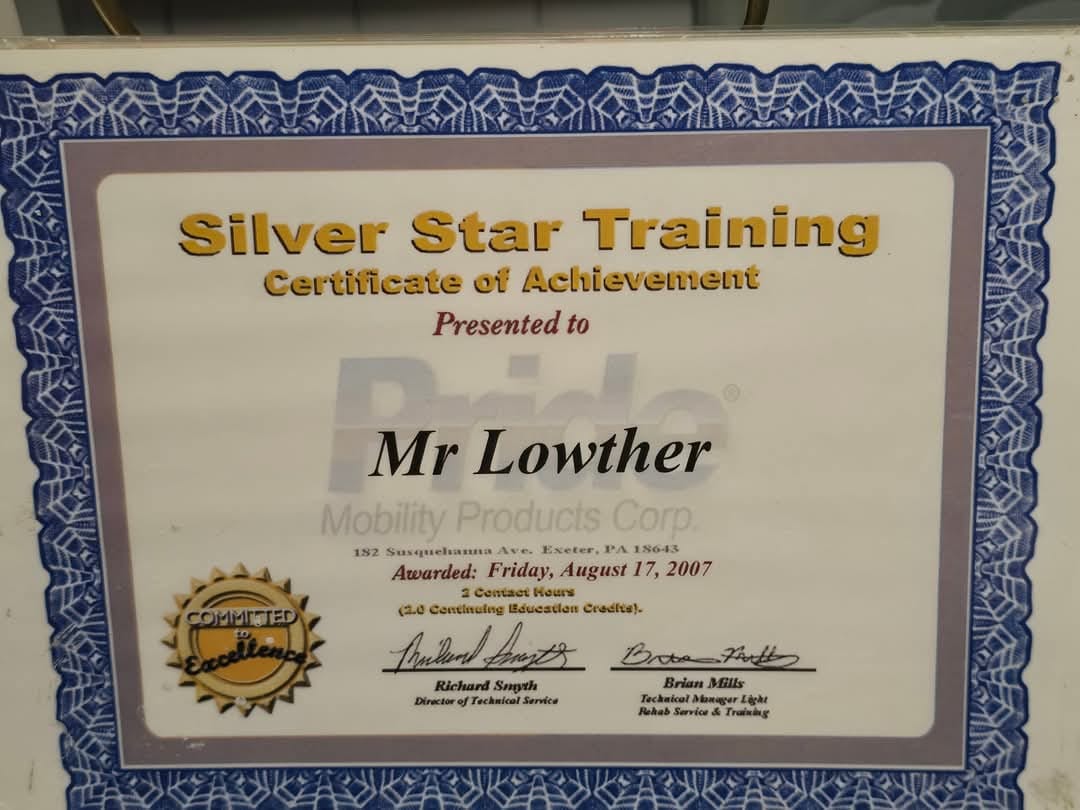 Silver Star Training
Certificate of Achievement
Presented to
Pride®
Mr Lowther
Mobility Products Corp.
182 Susquehanna Ave. Exeter, PA 18643
Awarded: Friday, August 17, 2007
2 Contact Hours
(2.0 Continuing Education Credits).
COMMITTED
to
Excellence
Richard Smyth
Director of Technical Service
Brian Mills
Technical Manager Light
Rehab Service & Training